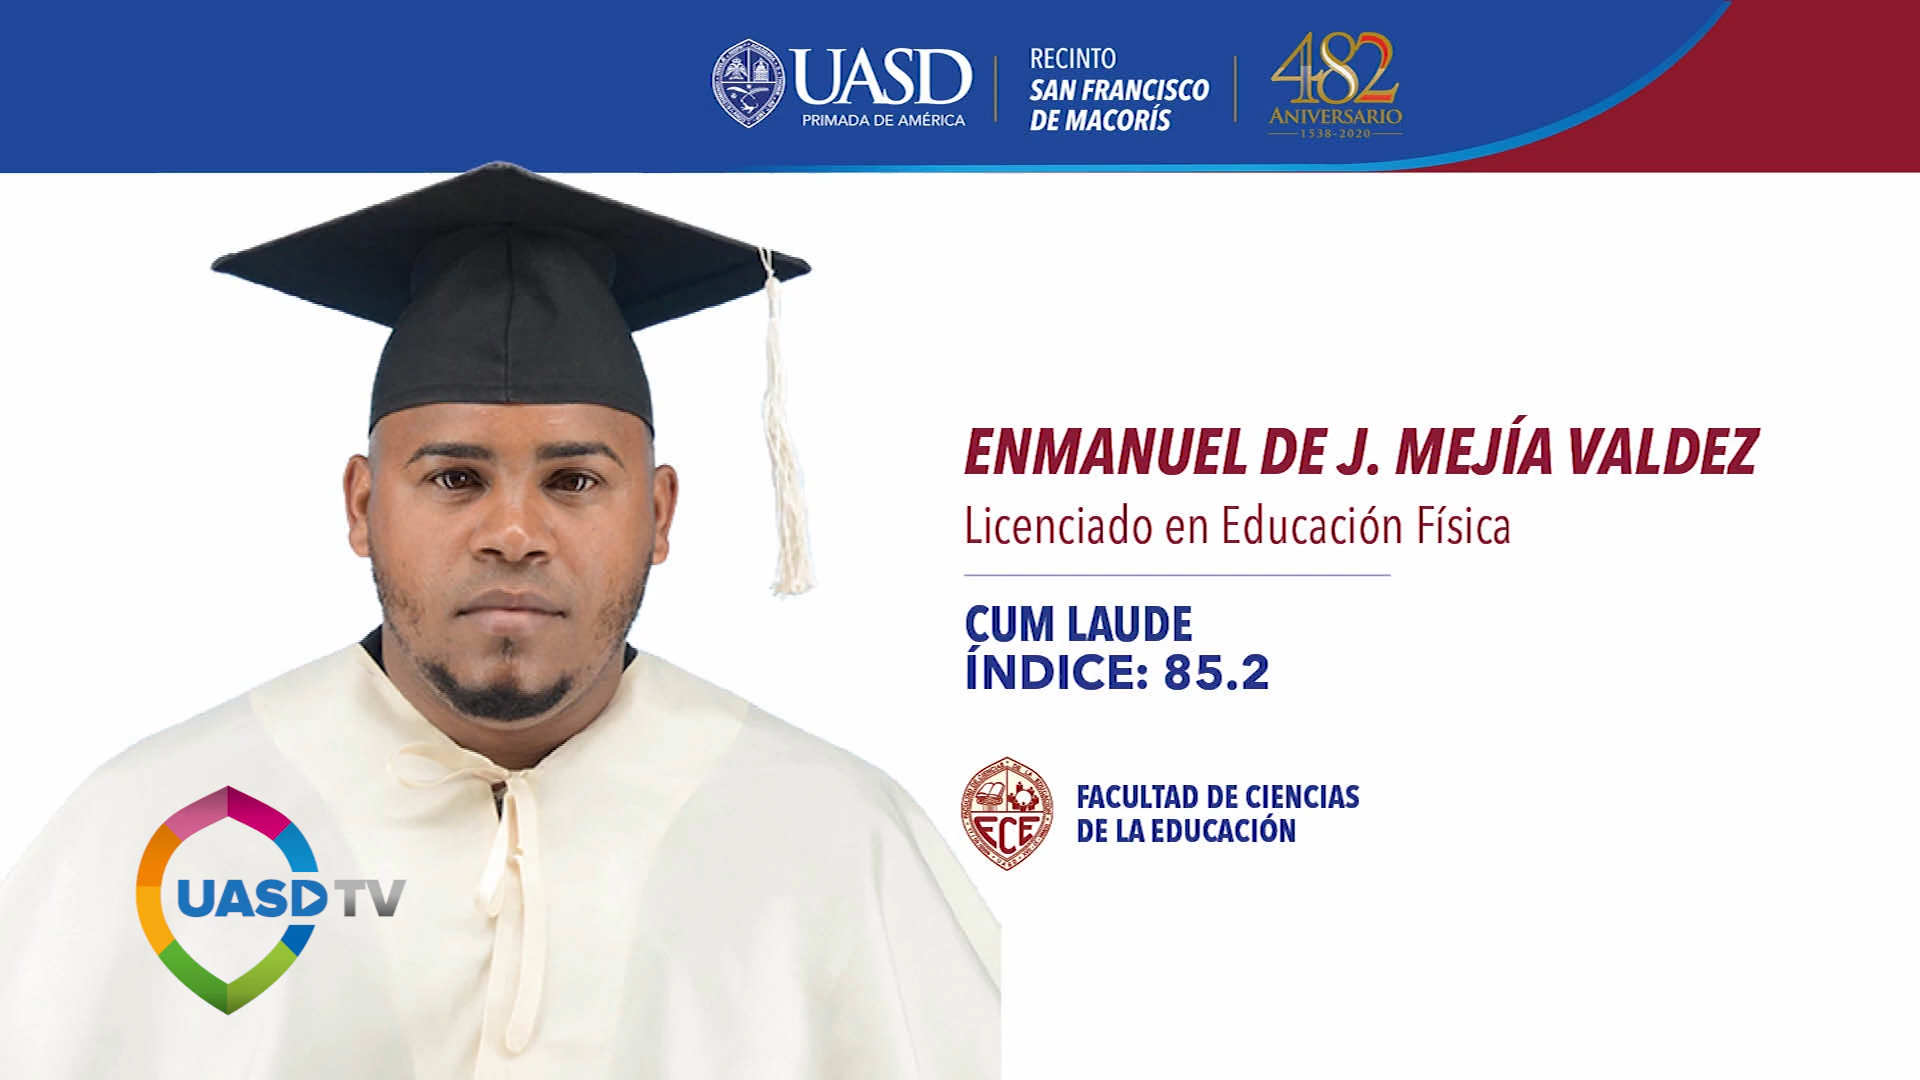 UASD
PRIMADA DE AMÉRICA
RECINTO
SAN FRANCISCO
DE MACORÍS
482
ANIVERSARIO
1538-2020
ENMANUEL DE J. MEJÍA VALDEZ
Licenciado en Educación Física
CUM LAUDE
ÍNDICE: 85.2
ECE
FACULTAD DE CIENCIAS
DE LA EDUCACIÓN
UASD TV